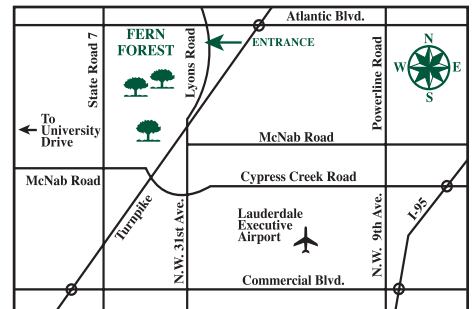 Atlantic Blvd.
FERN
FOREST
ENTRANCE
State Road 7
Lyons Road
Powerline Road
N
W E
S
To
University
Drive
McNab Road
McNab Road
Cypress Creek Road
Turnpike
N.W. 31st Ave.
Lauderdale
Executive
Airport
N.W. 9th Ave.
I-95
Commercial Blvd.